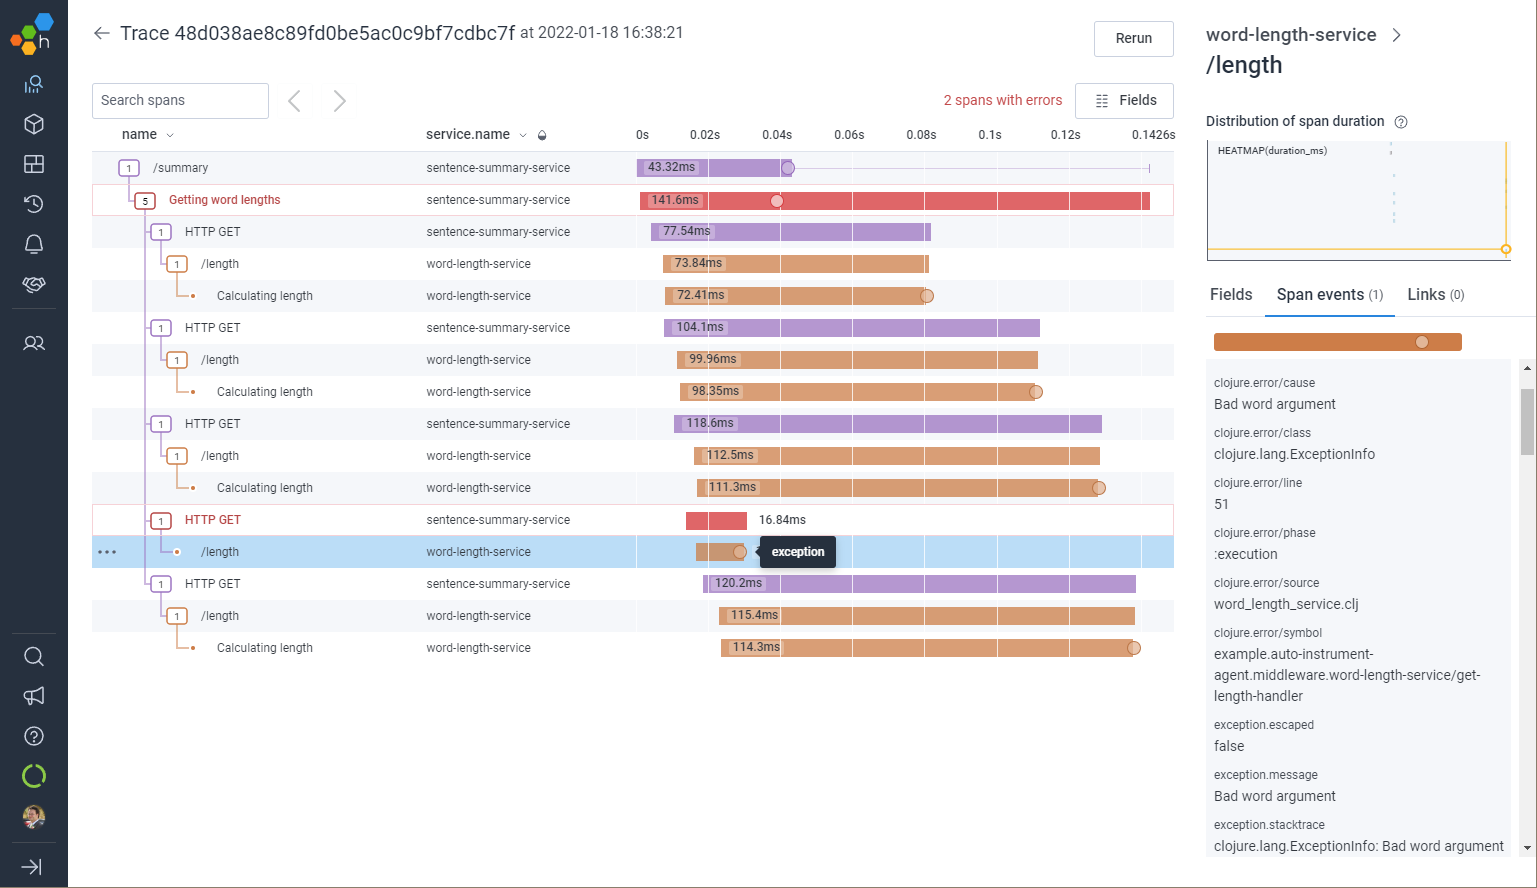 h
Trace 48d038ae8c89fd0be5ac0c9bf7cdbc7f at 2022-01-18 16:38:21
Rerun
Search spans
2 spans with errors
Fields
name service.name 0s 0.02s 0.04s 0.06s 0.08s 0.1s 0.12s 0.1426s
1 /summary sentence-summary-service 43.32ms
5 Getting word lengths sentence-summary-service 141.6ms
1 HTTP GET sentence-summary-service 77.54ms
1 /length word-length-service 73.84ms
Calculating length word-length-service 72.41ms
1 HTTP GET sentence-summary-service 104.1ms
1 /length word-length-service 99.96ms
Calculating length word-length-service 98.35ms
1 HTTP GET sentence-summary-service 118.6ms
1 /length word-length-service 112.5ms
Calculating length word-length-service 111.3ms
1 HTTP GET sentence-summary-service 16.84ms
/length word-length-service exception
1 HTTP GET sentence-summary-service 120.2ms
1 /length word-length-service 115.4ms
Calculating length word-length-service 114.3ms
word-length-service
/length
Distribution of span duration
HEATMAP(duration_ms)
Fields Span events (1) Links (0)
clojure.error/cause
Bad word argument
clojure.error/class
clojure.lang.ExceptionInfo
clojure.error/line
51
clojure.error/phase
:execution
clojure.error/source
word_length_service.clj
clojure.error/symbol
example.auto-instrument-
agent.middleware.word-length-service/get-
length-handler
exception.escaped
false
exception.message
Bad word argument
exception.stacktrace
clojure.lang.ExceptionInfo: Bad word argument